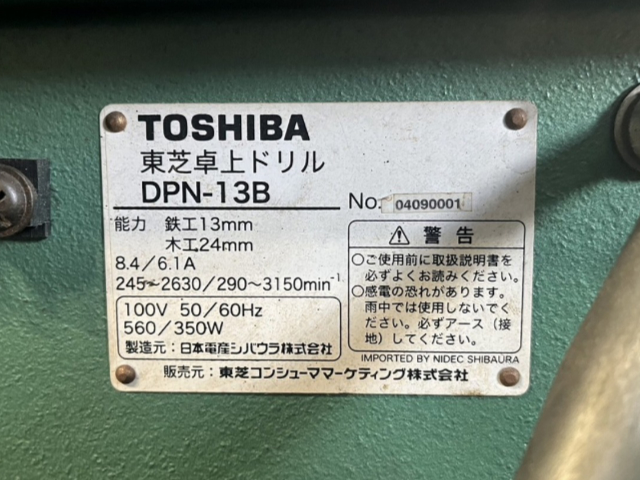 TOSHIBA
東芝卓上ドリル
DPN-13B
No. 04090001
能力 鉄工13mm
木工24mm
8.4/6.1A
245~2630/290~3150min⁻¹
100V 50/60Hz
560/350W
製造元：日本電産シバウラ株式会社
⚠ 警告
○ご使用前に取扱説明書を
必ずよくお読みください。
○感電の恐れがあります。
雨中では使用しないでく
ださい。必ずアース（接
地）してください。
IMPORTED BY NIDEC SHIBAURA
販売元：東芝コンシューママーケティング株式会社